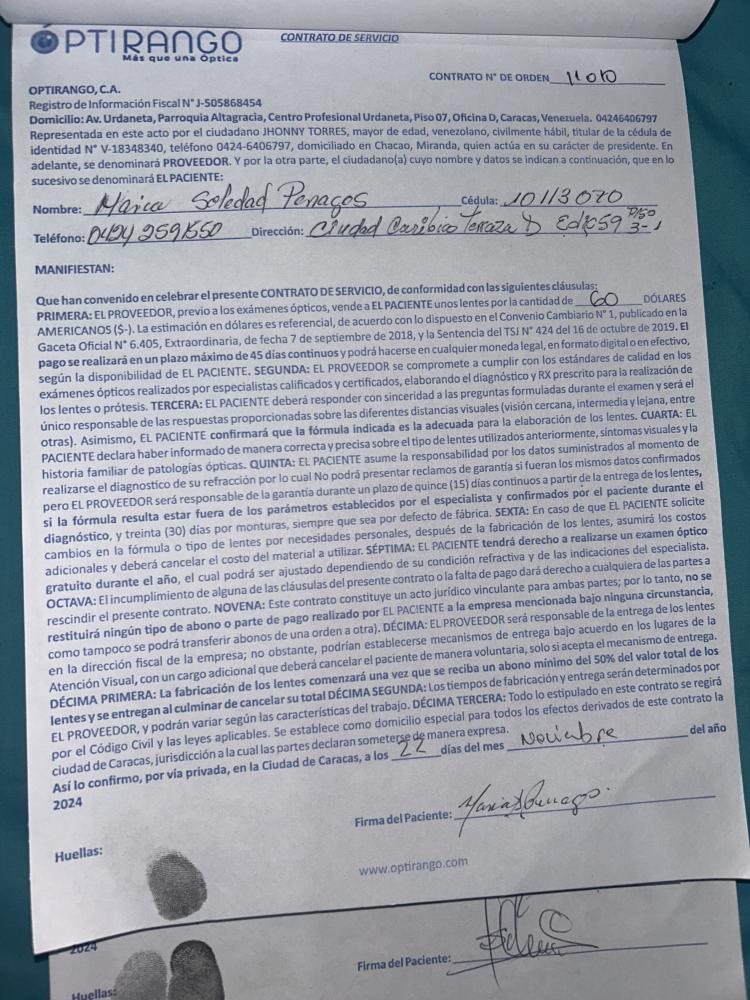 OPTIRANGO
Más que una Óptica
CONTRATO DE SERVICIO
CONTRATO N° DE ORDEN 11010
OPTIRANGO, C.A.
Registro de Información Fiscal N° J-505868454
Domicilio: Av. Urdaneta, Parroquia Altagracia, Centro Profesional Urdaneta, Piso 07, Oficina D, Caracas, Venezuela. 04246406797
Representada en este acto por el ciudadano JHONNY TORRES, mayor de edad, venezolano, civilmente hábil, titular de la cédula de
identidad N° V-18348340, teléfono 0424-6406797, domiciliado en Chacao, Miranda, quien actúa en su carácter de presidente. En
adelante, se denominará PROVEEDOR. Y por la otra parte, el ciudadano(a) cuyo nombre y datos se indican a continuación, que en lo
sucesivo se denominará EL PACIENTE:
Nombre: Maria Soledad Penagos Cédula: 10113070
Teléfono: 0424 2591550 Dirección: Ciudad Caribia Terraza D Edf 059 Piso 3-1
MANIFIESTAN:
Que han convenido en celebrar el presente CONTRATO DE SERVICIO, de conformidad con las siguientes cláusulas:
PRIMERA: EL PROVEEDOR, previo a los exámenes ópticos, vende a EL PACIENTE unos lentes por la cantidad de 60 DÓLARES
AMERICANOS ($-). La estimación en dólares es referencial, de acuerdo con lo dispuesto en el Convenio Cambiario N° 1, publicado en la
Gaceta Oficial N° 6.405, Extraordinaria, de fecha 7 de septiembre de 2018, y la Sentencia del TSJ N° 424 del 16 de octubre de 2019. El
pago se realizará en un plazo máximo de 45 días continuos y podrá hacerse en cualquier moneda legal, en formato digital o en efectivo,
según la disponibilidad de EL PACIENTE. SEGUNDA: EL PROVEEDOR se compromete a cumplir con los estándares de calidad en los
exámenes ópticos realizados por especialistas calificados y certificados, elaborando el diagnóstico y RX prescrito para la realización de
los lentes o prótesis. TERCERA: EL PACIENTE deberá responder con sinceridad a las preguntas formuladas durante el examen y será el
único responsable de las respuestas proporcionadas sobre las diferentes distancias visuales (visión cercana, intermedia y lejana, entre
otras). Asimismo, EL PACIENTE confirmará que la fórmula indicada es la adecuada para la elaboración de los lentes. CUARTA: EL
PACIENTE declara haber informado de manera correcta y precisa sobre el tipo de lentes utilizados anteriormente, síntomas visuales y la
historia familiar de patologías ópticas. QUINTA: EL PACIENTE asume la responsabilidad por los datos suministrados al momento de
realizarse el diagnostico de su refracción por lo cual No podrá presentar reclamos de garantía si fueran los mismos datos confirmados
pero EL PROVEEDOR será responsable de la garantía durante un plazo de quince (15) días continuos a partir de la entrega de los lentes,
si la fórmula resulta estar fuera de los parámetros establecidos por el especialista y confirmados por el paciente durante el
diagnóstico, y treinta (30) días por monturas, siempre que sea por defecto de fábrica. SEXTA: En caso de que EL PACIENTE solicite
cambios en la fórmula o tipo de lentes por necesidades personales, después de la fabricación de los lentes, asumirá los costos
adicionales y deberá cancelar el costo del material a utilizar. SÉPTIMA: EL PACIENTE tendrá derecho a realizarse un examen óptico
gratuito durante el año, el cual podrá ser ajustado dependiendo de su condición refractiva y de las indicaciones del especialista.
OCTAVA: El incumplimiento de alguna de las cláusulas del presente contrato o la falta de pago dará derecho a cualquiera de las partes a
rescindir el presente contrato. NOVENA: Este contrato constituye un acto jurídico vinculante para ambas partes; por lo tanto, no se
restituirá ningún tipo de abono o parte de pago realizado por EL PACIENTE a la empresa mencionada bajo ninguna circunstancia,
como tampoco se podrá transferir abonos de una orden a otra). DÉCIMA: EL PROVEEDOR será responsable de la entrega de los lentes
en la dirección fiscal de la empresa; no obstante, podrían establecerse mecanismos de entrega bajo acuerdo en los lugares de la
Atención Visual, con un cargo adicional que deberá cancelar el paciente de manera voluntaria, solo si acepta el mecanismo de entrega.
DÉCIMA PRIMERA: La fabricación de los lentes comenzará una vez que se reciba un abono mínimo del 50% del valor total de los
lentes y se entregan al culminar de cancelar su total DÉCIMA SEGUNDA: Los tiempos de fabricación y entrega serán determinados por
EL PROVEEDOR, y podrán variar según las características del trabajo. DÉCIMA TERCERA: Todo lo estipulado en este contrato se regirá
por el Código Civil y las leyes aplicables. Se establece como domicilio especial para todos los efectos derivados de este contrato la
ciudad de Caracas, jurisdicción a la cual las partes declaran someterse de manera expresa.
Así lo confirmo, por vía privada, en la Ciudad de Caracas, a los 22 días del mes Noviembre del año
2024
Firma del Paciente: Maria S Penagos
Huellas:
www.optirango.com
2024
Firma del Paciente:
Huellas: